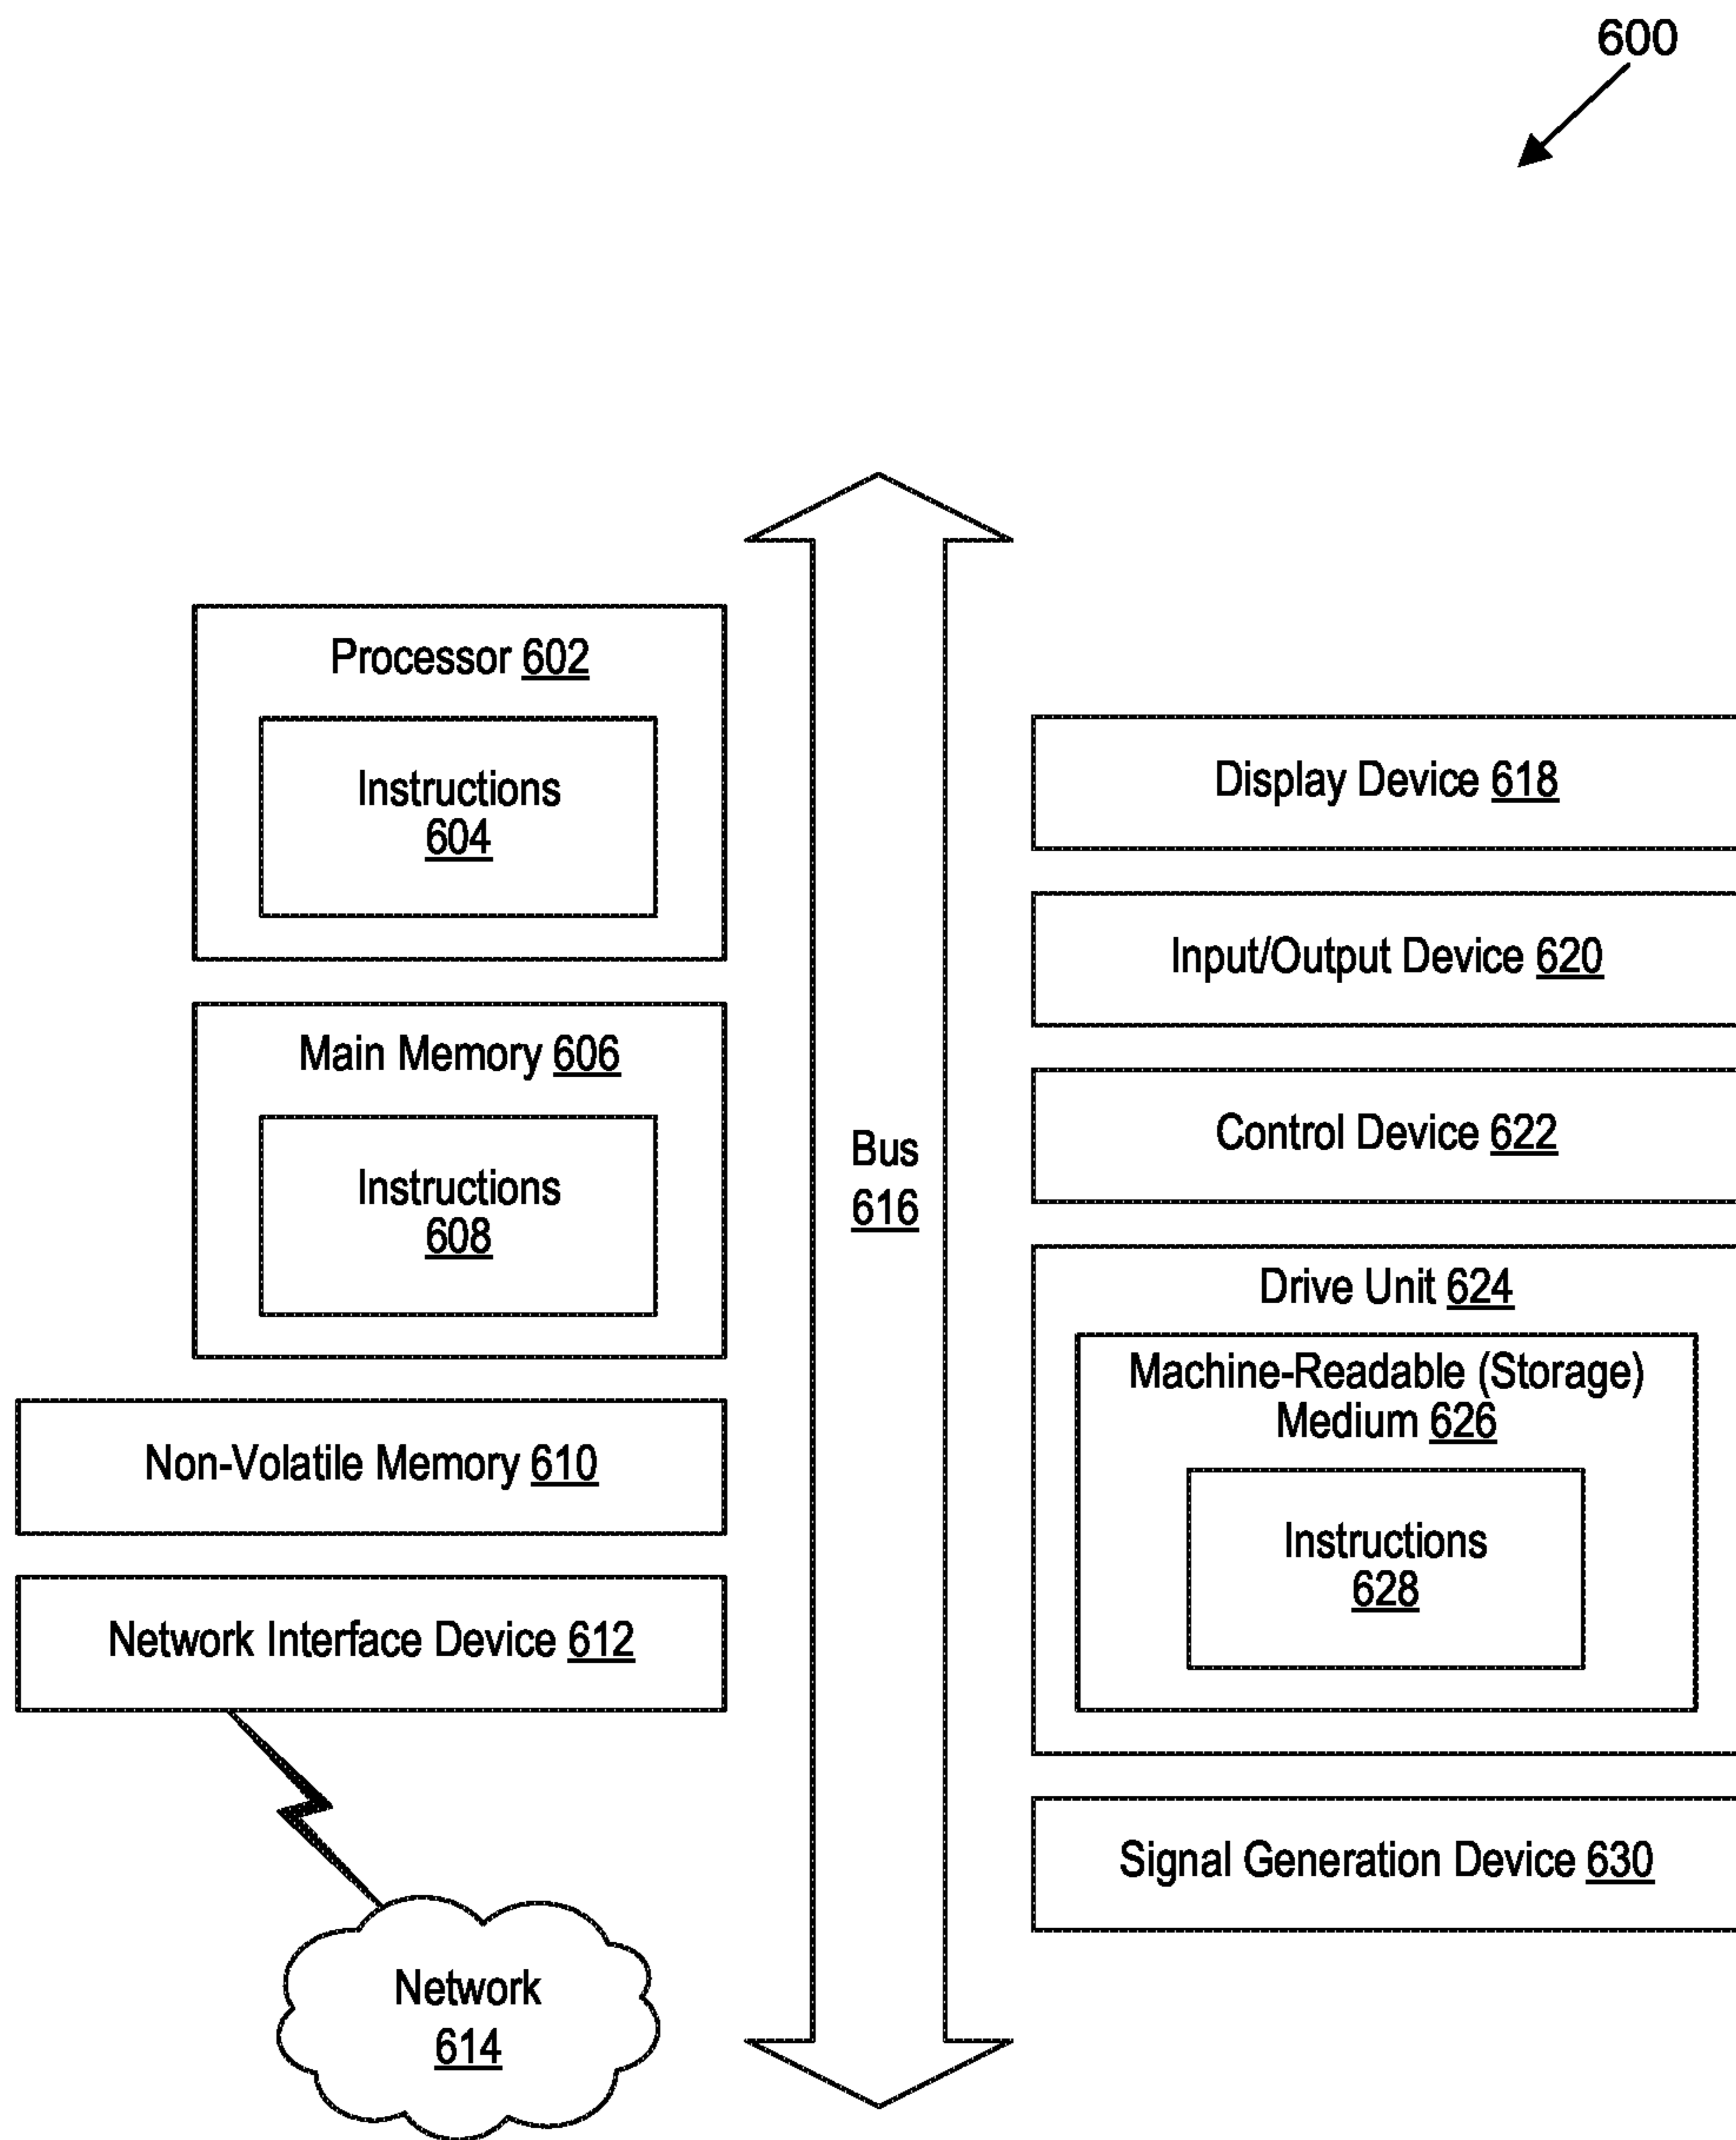 600
Processor 602
Instructions
604
Main Memory 606
Instructions
608
Non-Volatile Memory 610
Network Interface Device 612
Network
614
Bus
616
Display Device 618
Input/Output Device 620
Control Device 622
Drive Unit 624
Machine-Readable (Storage)
Medium 626
Instructions
628
Signal Generation Device 630